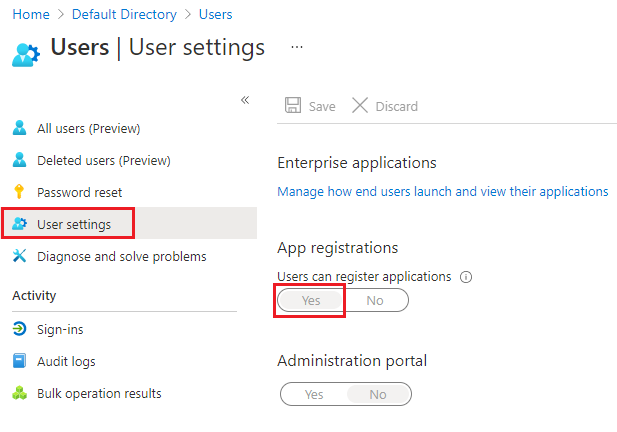 Home > Default Directory > Users
Users | User settings ...
«
All users (Preview)
Deleted users (Preview)
Password reset
User settings
Diagnose and solve problems
Activity
Sign-ins
Audit logs
Bulk operation results
Save Discard
Enterprise applications
Manage how end users launch and view their applications
App registrations
Users can register applications
Yes No
Administration portal
Yes No